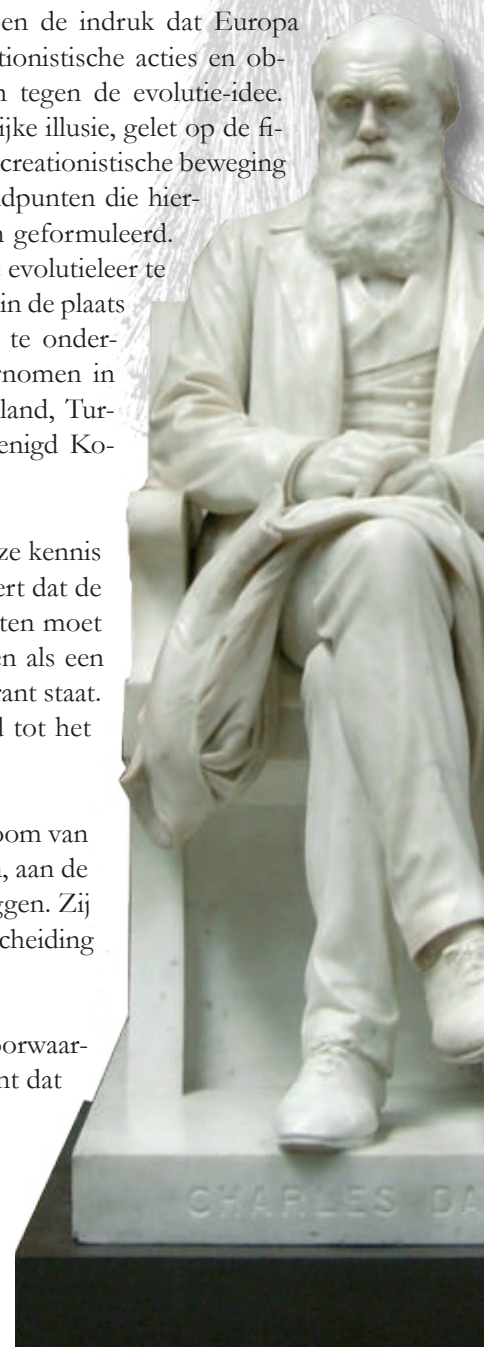 en de indruk dat Europa
tionistische acties en ob-
n tegen de evolutie-idee.
ijke illusie, gelet op de fi-
creationistische beweging
ndpunten die hier-
n geformuleerd.
evolutieleer te
in de plaats
te onder-
rnomen in
land, Tur-
enigd Ko-
ze kennis
ert dat de
ten moet
en als een
rant staat.
d tot het
oom van
n, aan de
ggen. Zij
cheiding
oorwaar-
nt dat
CHARLES DA